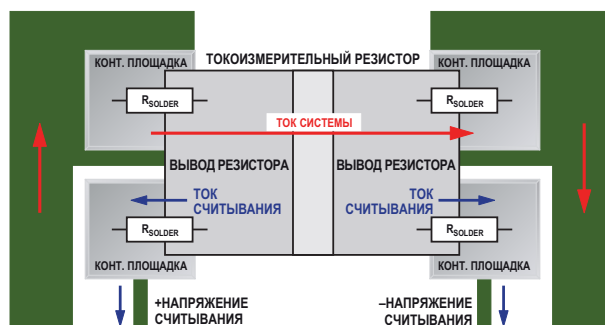 ТОКОИЗМЕРИТЕЛЬНЫЙ РЕЗИСТОР
КОНТ. ПЛОЩАДКА
КОНТ. ПЛОЩАДКА
RSOLDER
RSOLDER
ТОК СИСТЕМЫ
ВЫВОД РЕЗИСТОРА
ВЫВОД РЕЗИСТОРА
ТОК
СЧИТЫВАНИЯ
ТОК
СЧИТЫВАНИЯ
RSOLDER
RSOLDER
КОНТ. ПЛОЩАДКА
КОНТ. ПЛОЩАДКА
+НАПРЯЖЕНИЕ
СЧИТЫВАНИЯ
–НАПРЯЖЕНИЕ
СЧИТЫВАНИЯ